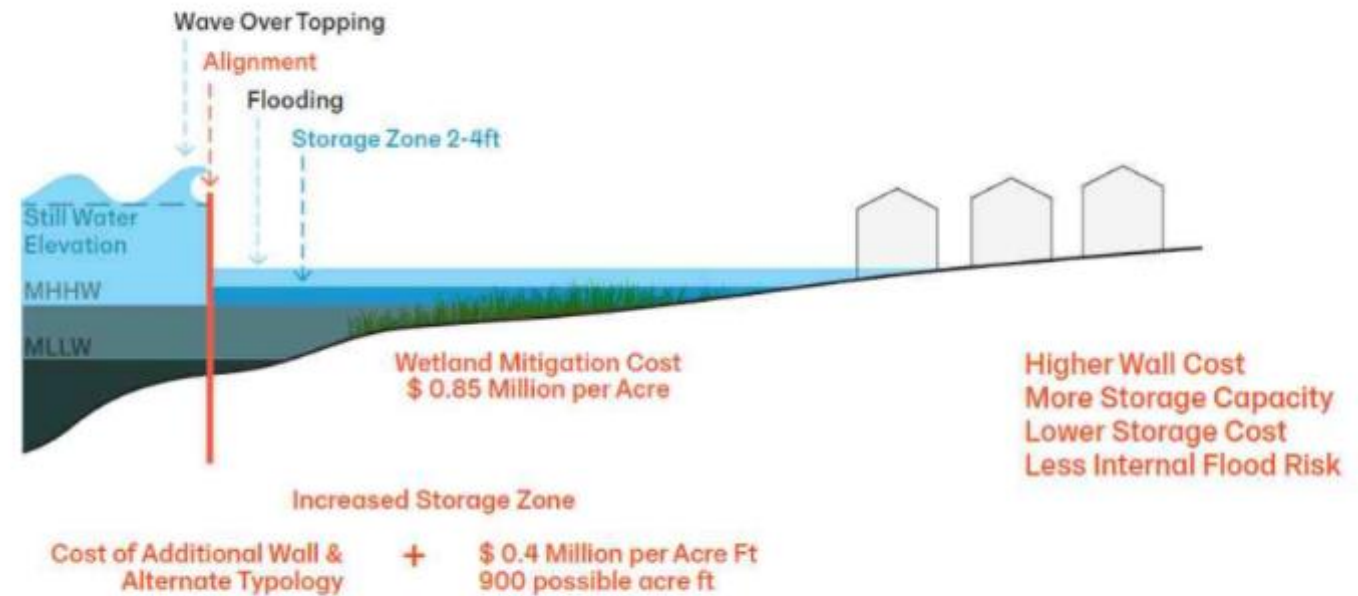 Wave Over Topping
Alignment
Flooding
Storage Zone 2-4ft
Still Water
Elevation
MHHW
MLLW
Wetland Mitigation Cost
$ 0.85 Million per Acre
Higher Wall Cost
More Storage Capacity
Lower Storage Cost
Less Internal Flood Risk
Increased Storage Zone
Cost of Additional Wall &
Alternate Typology
+
$ 0.4 Million per Acre Ft
900 possible acre ft